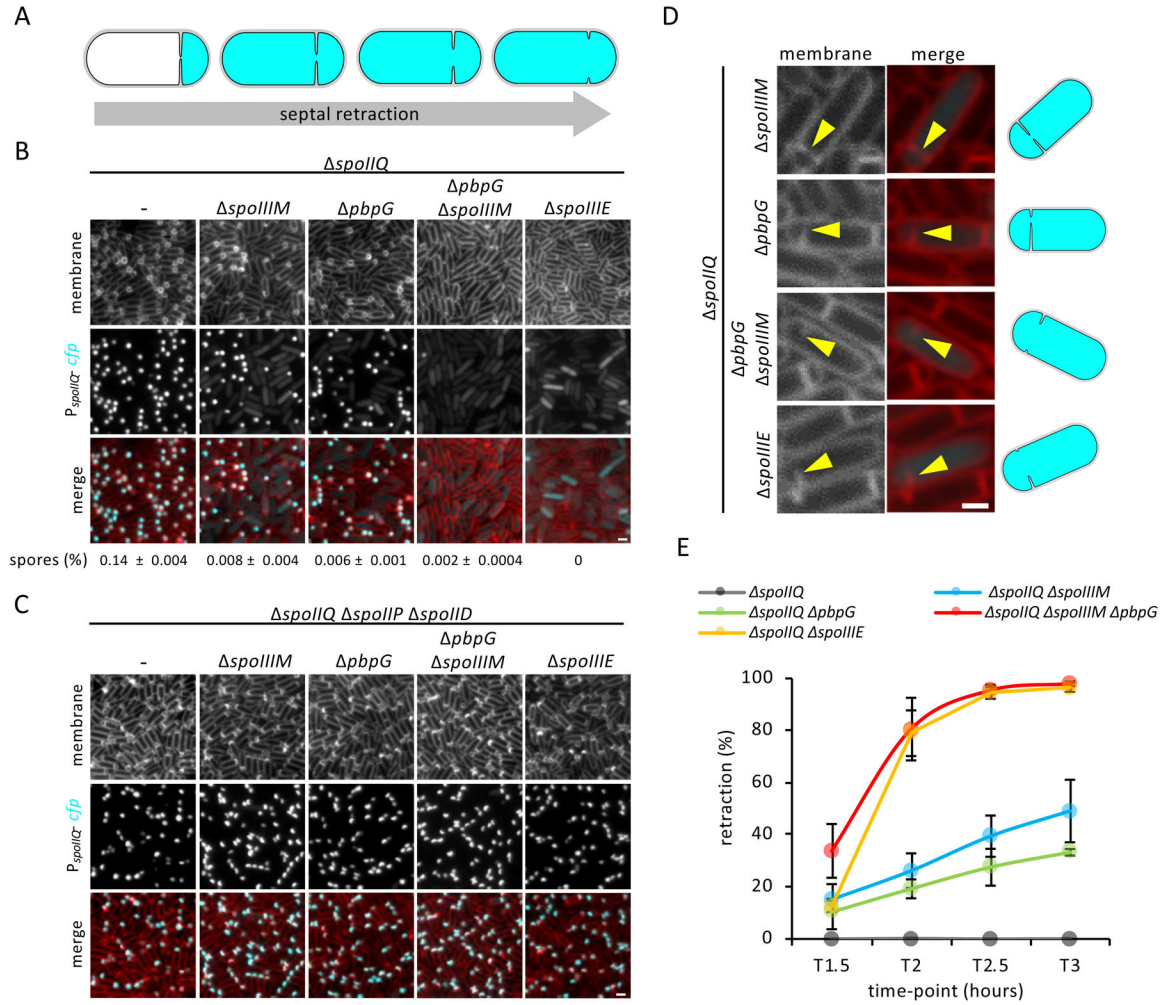 A
septal retraction
B
ΔspoIIQ
- ΔspoIIIM ΔpbpG ΔpbpG ΔspoIIIM ΔspoIIIE
membrane
PspoIIQ- cfp
merge
spores (%) 0.14 ± 0.004 0.008 ± 0.004 0.006 ± 0.001 0.002 ± 0.0004 0
C
ΔspoIIQ ΔspoIIP ΔspoIID
- ΔspoIIIM ΔpbpG ΔpbpG ΔspoIIIM ΔspoIIIE
membrane
PspoIIQ- cfp
merge
D
membrane merge
ΔspoIIQ
ΔspoIIIM
ΔpbpG
ΔpbpG
ΔspoIIIM
ΔspoIIIE
E
ΔspoIIQ ΔspoIIQ ΔspoIIIM
ΔspoIIQ ΔpbpG ΔspoIIQ ΔspoIIIM ΔpbpG
ΔspoIIQ ΔspoIIIE
retraction (%)
100
80
60
40
20
0
T1.5 T2 T2.5 T3
time-point (hours)